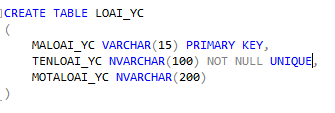 CREATE TABLE LOAI_YC
(
MALOAI_YC VARCHAR(15) PRIMARY KEY,
TENLOAI_YC NVARCHAR(100) NOT NULL UNIQUE,
MOTALOAI_YC NVARCHAR(200)
)